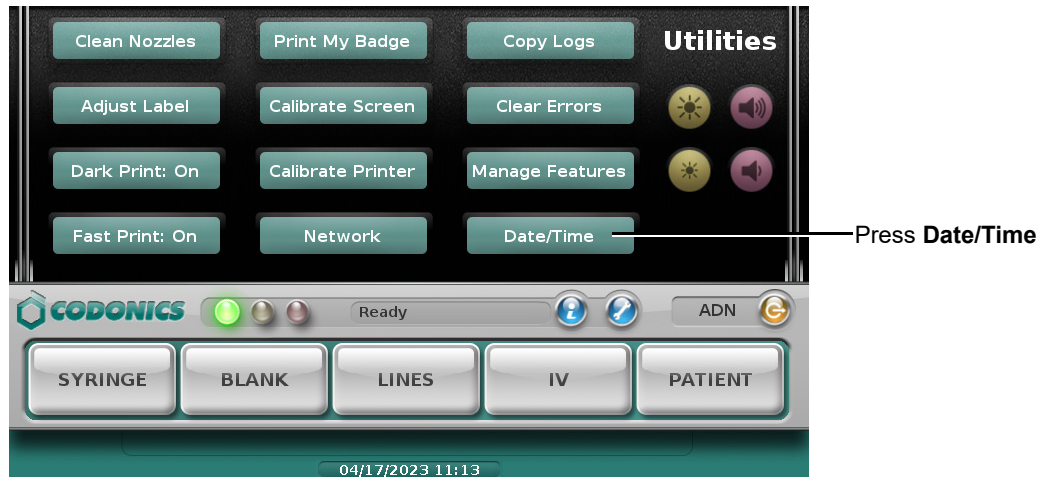 Clean Nozzles Print My Badge Copy Logs Utilities
Adjust Label Calibrate Screen Clear Errors
Dark Print: On Calibrate Printer Manage Features
Fast Print: On Network Date/Time Press Date/Time
CODONICS Ready ADN
SYRINGE BLANK LINES IV PATIENT
04/17/2023 11:13